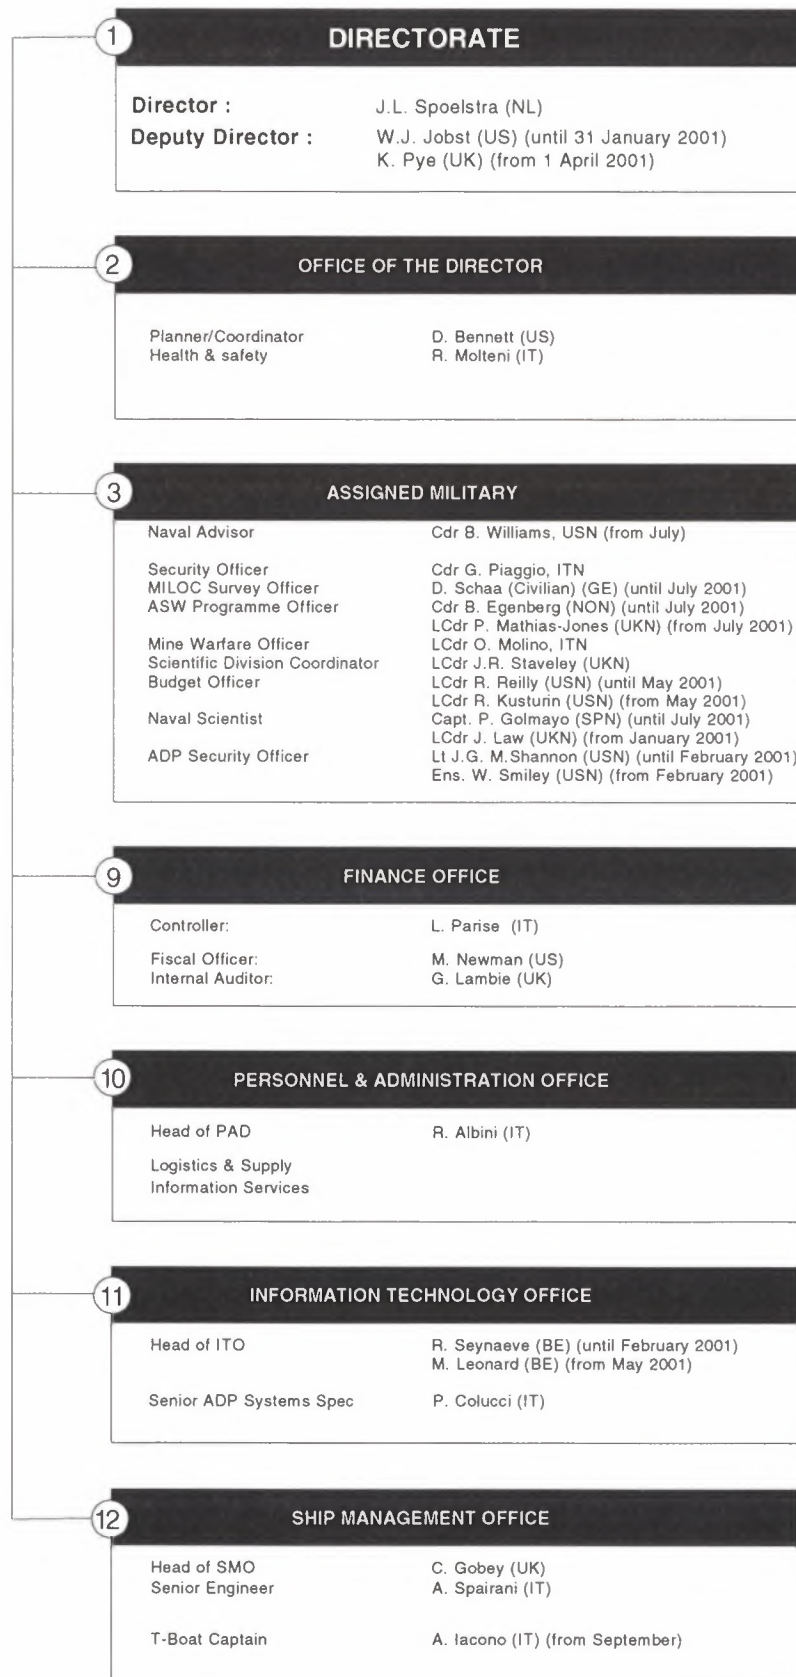 1 DIRECTORATE
Director : J.L. Spoelstra (NL)
Deputy Director : W.J. Jobst (US) (until 31 January 2001)
K. Pye (UK) (from 1 April 2001)
2 OFFICE OF THE DIRECTOR
Planner/Coordinator D. Bennett (US)
Health & safety R. Molteni (IT)
3 ASSIGNED MILITARY
Naval Advisor Cdr B. Williams, USN (from July)
Security Officer Cdr G. Piaggio, ITN
MILOC Survey Officer D. Schaa (Civilian) (GE) (until July 2001)
ASW Programme Officer Cdr B. Egenberg (NON) (until July 2001)
LCdr P. Mathias-Jones (UKN) (from July 2001)
Mine Warfare Officer LCdr O. Molino, ITN
Scientific Division Coordinator LCdr J.R. Staveley (UKN)
Budget Officer LCdr R. Reilly (USN) (until May 2001)
LCdr R. Kusturin (USN) (from May 2001)
Naval Scientist Capt. P. Golmayo (SPN) (until July 2001)
LCdr J. Law (UKN) (from January 2001)
ADP Security Officer Lt J.G. M.Shannon (USN) (until February 2001)
Ens. W. Smiley (USN) (from February 2001)
9 FINANCE OFFICE
Controller: L. Parise (IT)
Fiscal Officer: M. Newman (US)
Internal Auditor: G. Lambie (UK)
10 PERSONNEL & ADMINISTRATION OFFICE
Head of PAD R. Albini (IT)
Logistics & Supply
Information Services
11 INFORMATION TECHNOLOGY OFFICE
Head of ITO R. Seynaeve (BE) (until February 2001)
M. Leonard (BE) (from May 2001)
Senior ADP Systems Spec P. Colucci (IT)
12 SHIP MANAGEMENT OFFICE
Head of SMO C. Gobey (UK)
Senior Engineer A. Spairani (IT)
T-Boat Captain A. Iacono (IT) (from September)